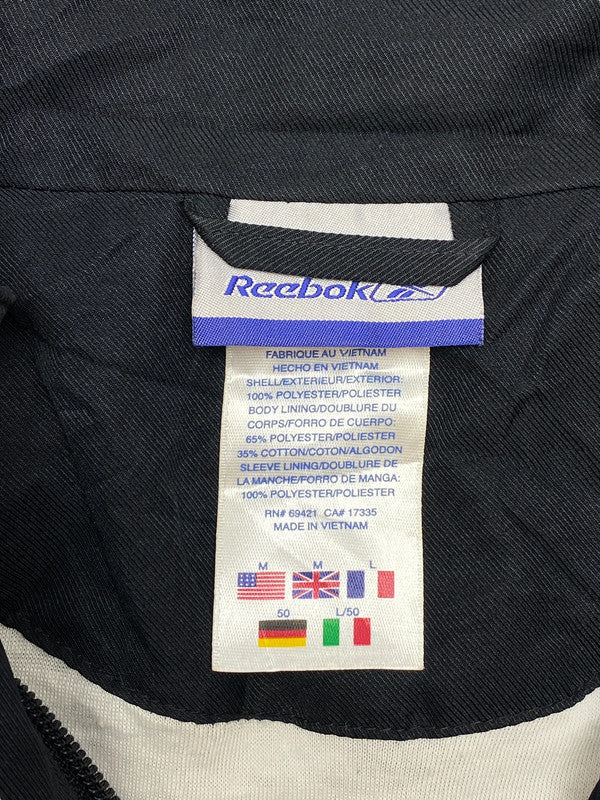 Reebok
FABRIQUE AU VIETNAM
HECHO EN VIETNAM
SHELL/EXTERIEUR/EXTERIOR:
100% POLYESTER/POLIESTER
BODY LINING/DOUBLURE DU
CORPS/FORRO DE CUERPO:
65% POLYESTER/POLIESTER
35% COTTON/COTON/ALGODON
SLEEVE LINING/DOUBLURE DE
LA MANCHE/FORRO DE MANGA:
100% POLYESTER/POLIESTER
RN# 69421 CA# 17335
MADE IN VIETNAM
M M L
50 L/50